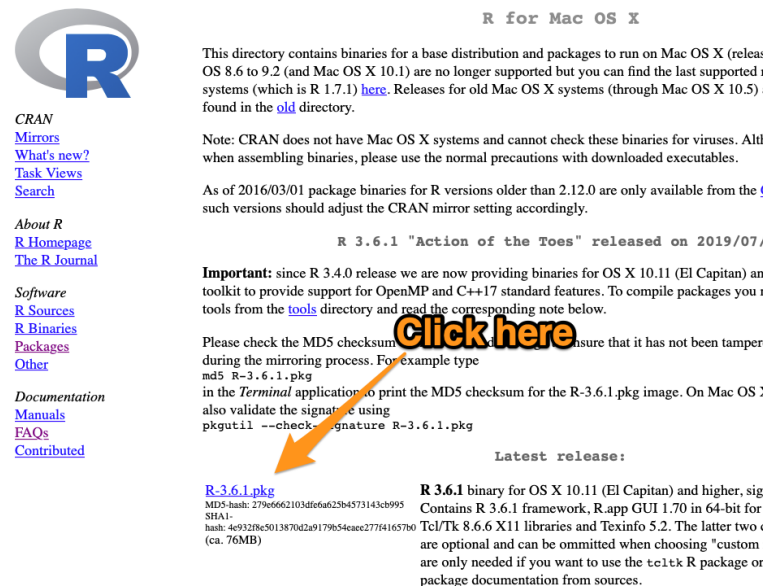 R
CRAN
Mirrors
What's new?
Task Views
Search
About R
R Homepage
The R Journal
Software
R Sources
R Binaries
Packages
Other
Documentation
Manuals
FAQs
Contributed
R for Mac OS X
This directory contains binaries for a base distribution and packages to run on Mac OS X (releas
OS 8.6 to 9.2 (and Mac OS X 10.1) are no longer supported but you can find the last supported
systems (which is R 1.7.1) here. Releases for old Mac OS X systems (through Mac OS X 10.5)
found in the old directory.
Note: CRAN does not have Mac OS X systems and cannot check these binaries for viruses. Alt
when assembling binaries, please use the normal precautions with downloaded executables.
As of 2016/03/01 package binaries for R versions older than 2.12.0 are only available from the
such versions should adjust the CRAN mirror setting accordingly.
R 3.6.1 "Action of the Toes" released on 2019/07/
Important: since R 3.4.0 release we are now providing binaries for OS X 10.11 (El Capitan) an
toolkit to provide support for OpenMP and C++17 standard features. To compile packages you
tools from the tools directory and read the corresponding note below.
Click here
Please check the MD5 checksum ensure that it has not been tamper
during the mirroring process. For example type
md5 R-3.6.1.pkg
in the Terminal application to print the MD5 checksum for the R-3.6.1.pkg image. On Mac OS X
also validate the signature using
pkgutil --check-signature R-3.6.1.pkg
Latest release:
R-3.6.1.pkg
MD5-hash: 279e6662103dfe6a625b4573143cb995
SHA1-
hash: 4e932f8e5013870d2a9179b54eaee277f41657b0
(ca. 76MB)
R 3.6.1 binary for OS X 10.11 (El Capitan) and higher, sig
Contains R 3.6.1 framework, R.app GUI 1.70 in 64-bit for
Tcl/Tk 8.6.6 X11 libraries and Texinfo 5.2. The latter two
are optional and can be ommitted when choosing "custom
are only needed if you want to use the tcltk R package or
package documentation from sources.